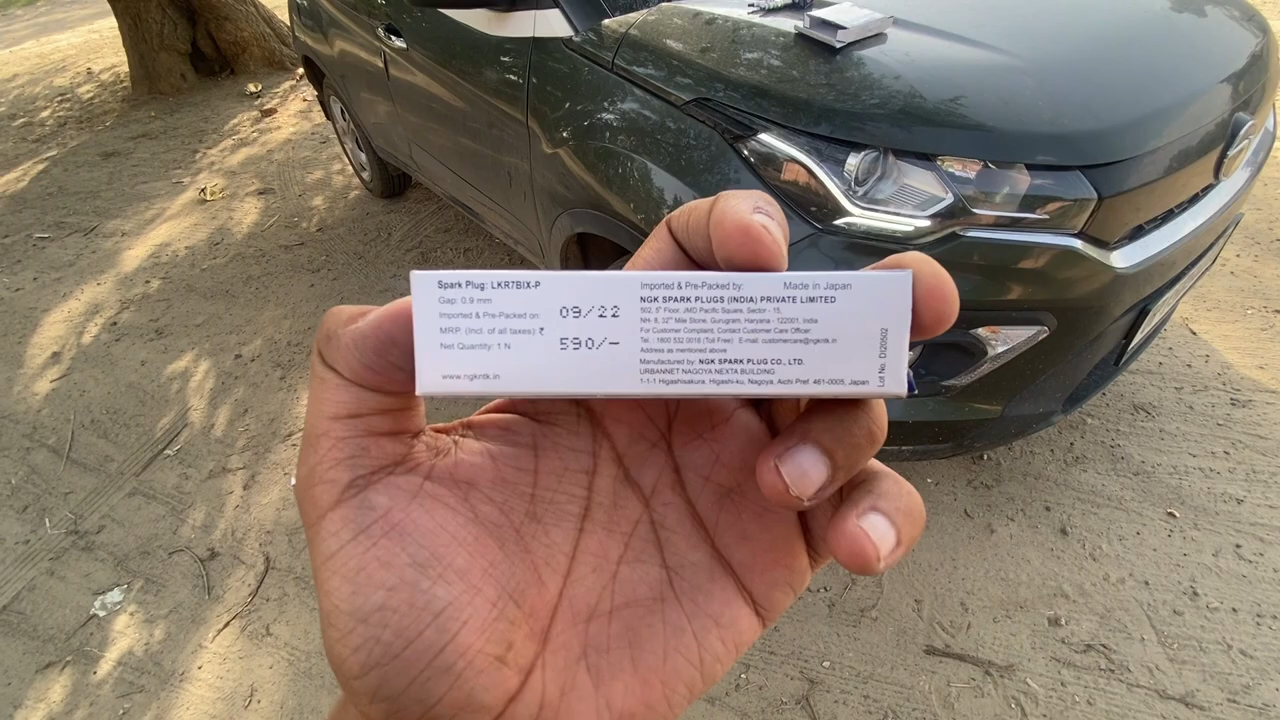 Spark Plug: LKR7BIX-P
Gap: 0.9 mm
Imported & Pre-Packed on: 09/22
MRP. (Incl. of all taxes): ₹ 590/-
Net Quantity: 1 N
www.ngkntk.in
Imported & Pre-Packed by: Made in Japan
NGK SPARK PLUGS (INDIA) PRIVATE LIMITED
502, 5th Floor, JMD Pacific Square, Sector - 15,
NH- 8, 32nd Mile Stone, Gurugram, Haryana - 122001, India
For Customer Complaint, Contact Customer Care Officer:
Tel. : 1800 532 0018 (Toll Free) E-mail: customercare@ngkntk.in
Address as mentioned above
Manufactured by: NGK SPARK PLUG CO., LTD.
URBANNET NAGOYA NEXTA BUILDING
1-1-1 Higashisakura, Higashi-ku, Nagoya, Aichi Pref. 461-0005, Japan
Lot No. DI20502